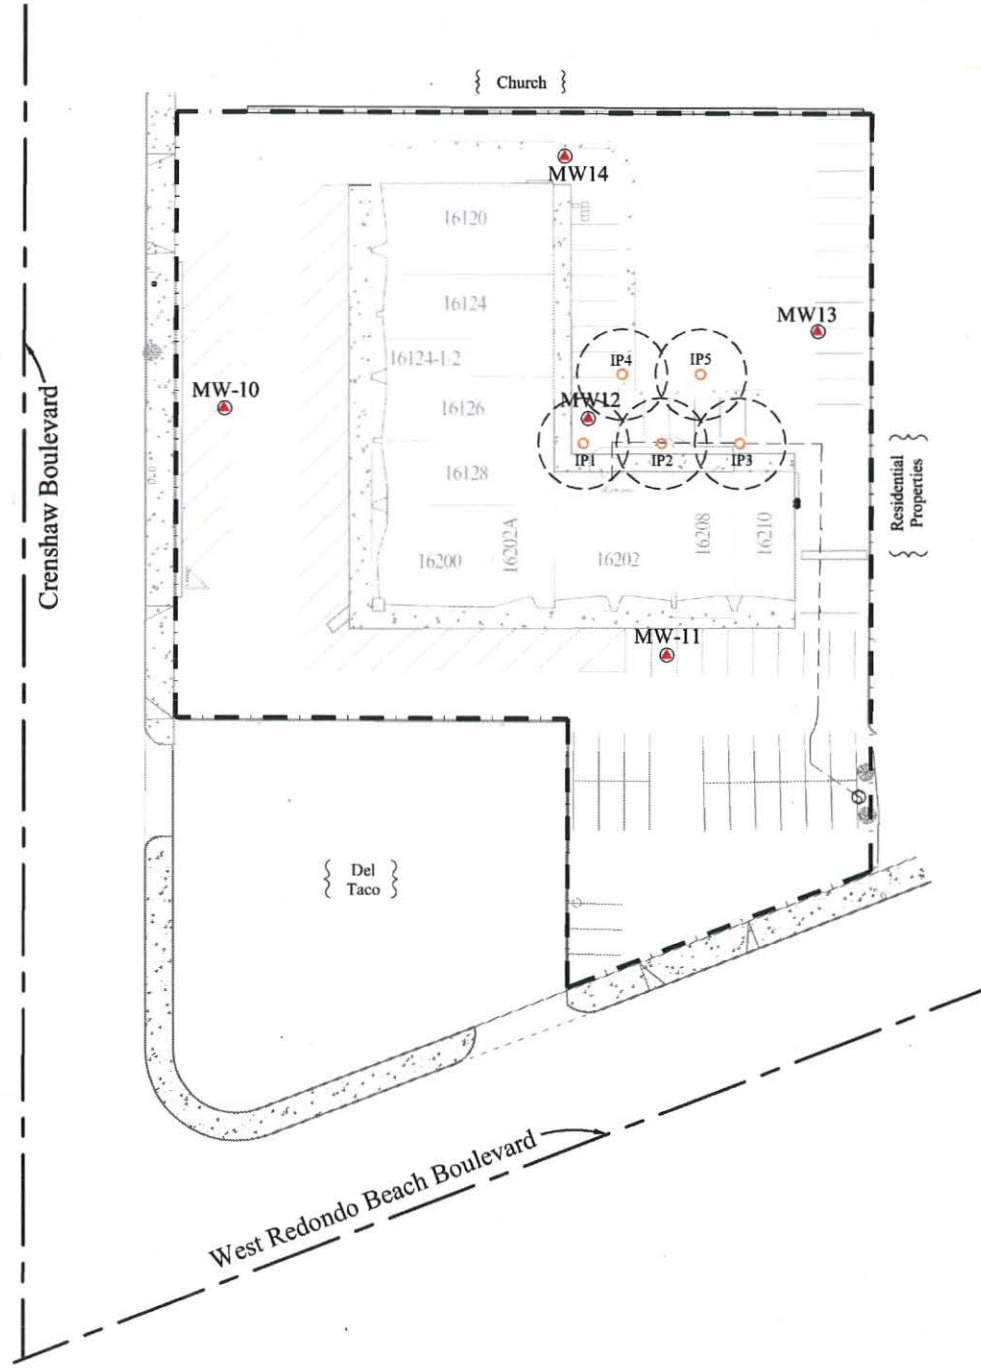 Church
MW14
16120
16124
MW13
16124-1/2
IP4
IP5
MW-10
MW12
16126
IP1
IP2
IP3
16128
Residential
Properties
Crenshaw Boulevard
16200
16202A
16202
16208
16210
MW-11
Del
Taco
West Redondo Beach Boulevard